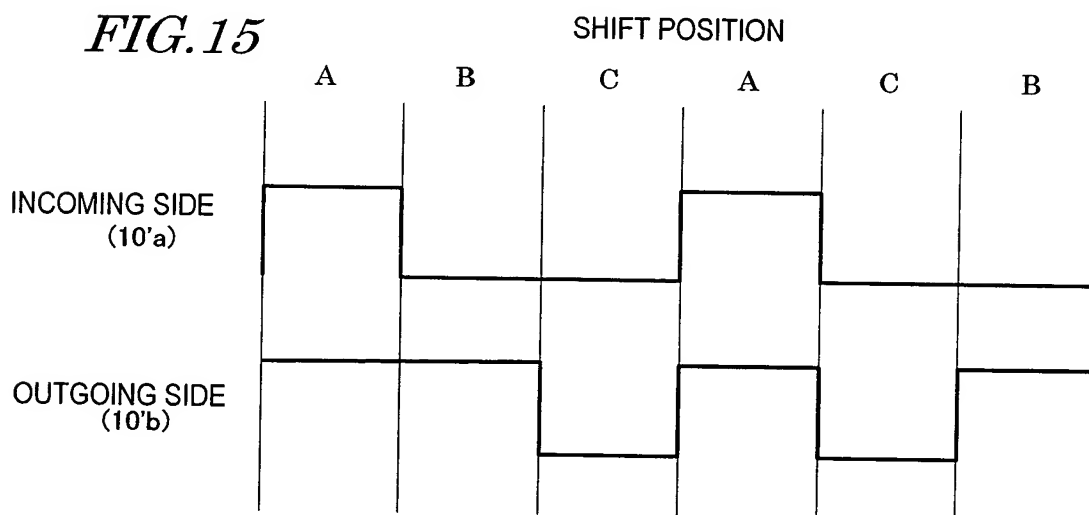 FIG.15
SHIFT POSITION
A B C A C B
INCOMING SIDE
(10'a)
OUTGOING SIDE
(10'b)